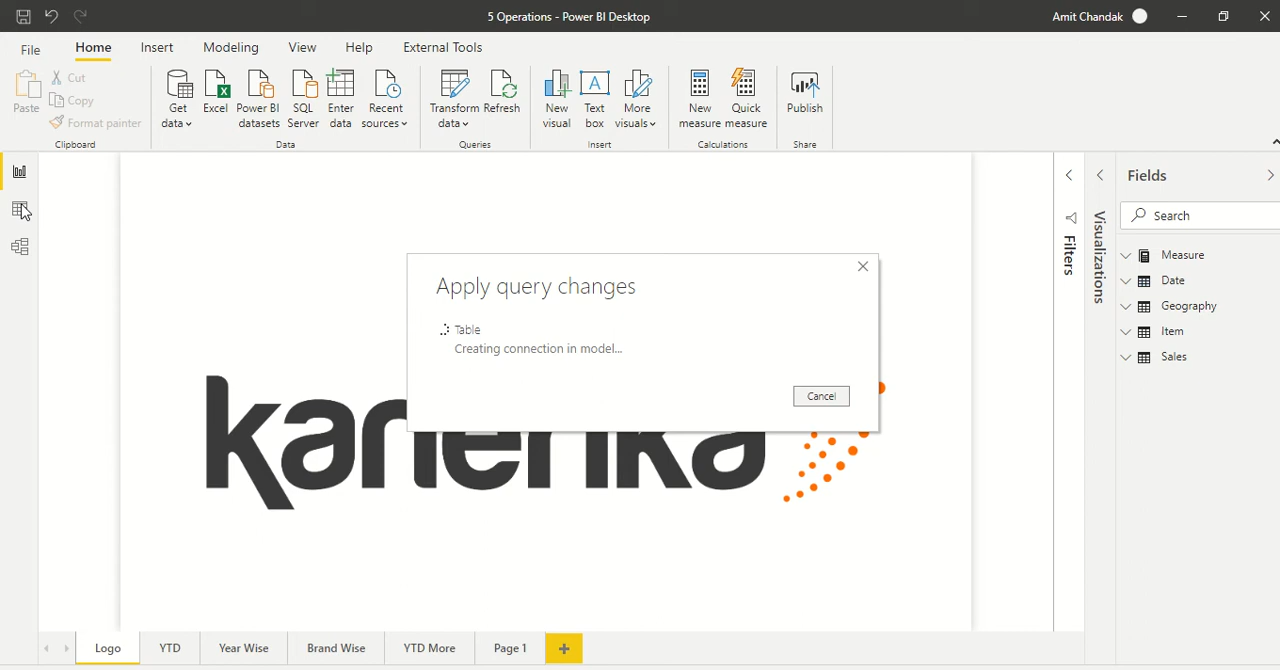 5 Operations - Power BI Desktop
Amit Chandak
File
Home
Insert
Modeling
View
Help
External Tools
Paste
Cut
Copy
Format painter
Clipboard
Get
data
Excel
Power BI
datasets
SQL
Server
Enter
data
Recent
sources
Data
Transform
data
Refresh
Queries
New
visual
Text
box
More
visuals
Insert
New
measure
Quick
measure
Calculations
Publish
Share
Filters
Visualizations
Fields
Search
Measure
Date
Geography
Item
Sales
Apply query changes
Table
Creating connection in model...
Cancel
Logo
YTD
Year Wise
Brand Wise
YTD More
Page 1